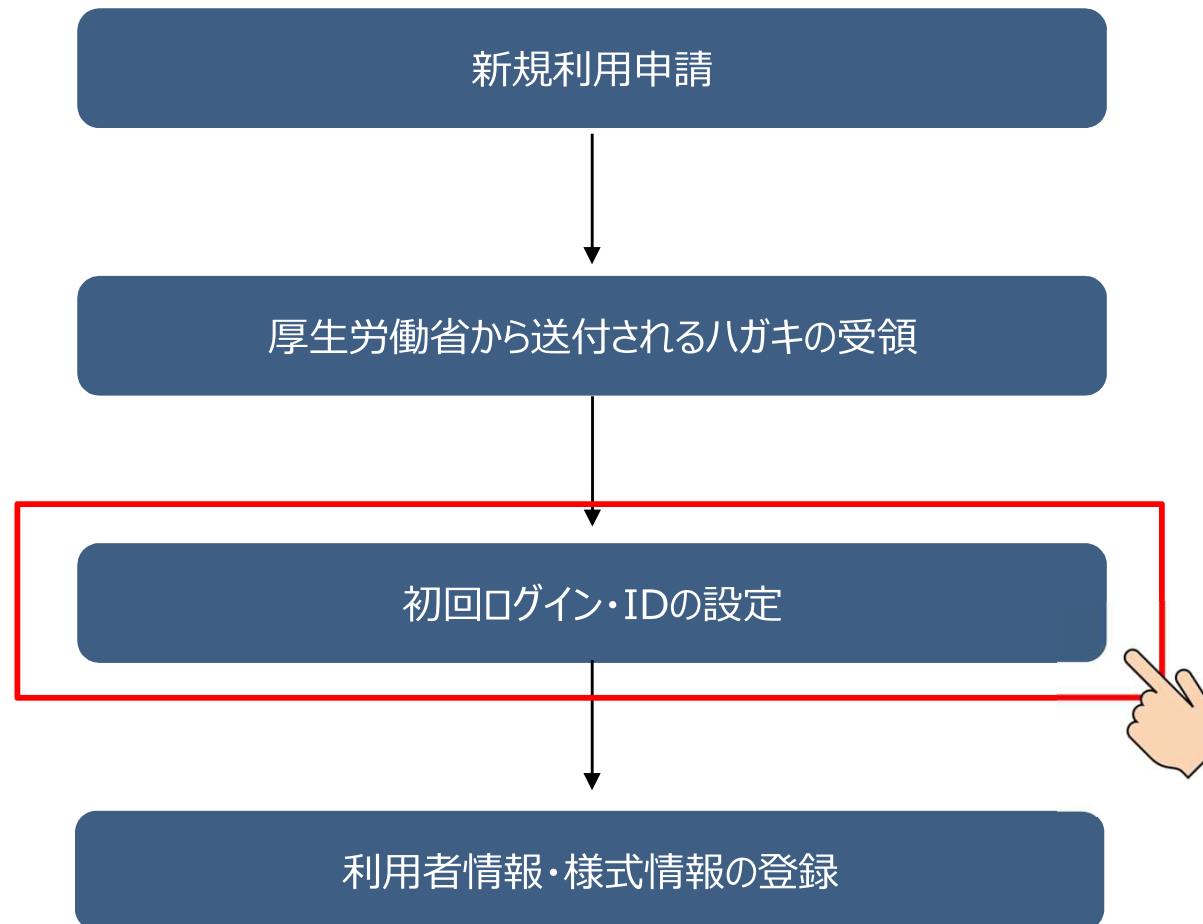 新規利用申請
厚生労働省から送付されるハガキの受領
初回ログイン・IDの設定
利用者情報・様式情報の登録